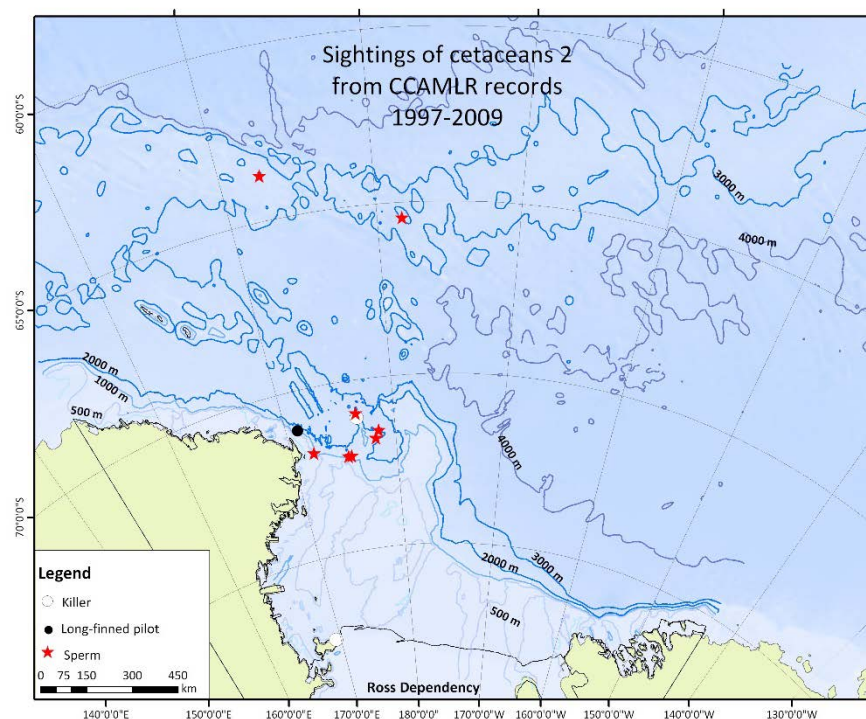 Sightings of cetaceans 2
from CCAMLR records
1997-2009
60°0'0"S
3000 m
4000 m
65°0'0"S
2000 m
1000 m
500 m
4000 m
70°0'0"S
2000 m
3000 m
500 m
Legend
Killer
Long-finned pilot
Sperm
0 75 150 300 450
km
Ross Dependency
140°0'0"E 150°0'0"E 160°0'0"E 170°0'0"E 180°0'0" 170°0'0"W 160°0'0"W 150°0'0"W 140°0'0"W 130°0'0"W